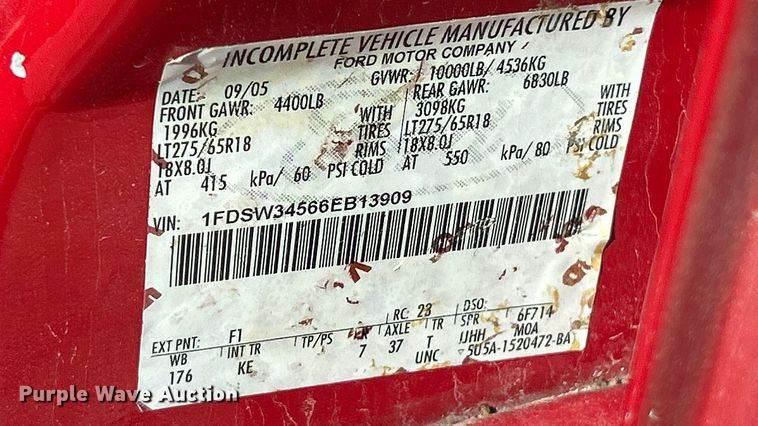 INCOMPLETE VEHICLE MANUFACTURED BY
FORD MOTOR COMPANY
DATE: 09/05 GVWR: 10000LB/ 4536KG
FRONT GAWR: 4400LB REAR GAWR: 6830LB
1996KG WITH 3098KG WITH
LT275/65R18 TIRES LT275/65R18 TIRES
18X8.0J RIMS 18X8.0J RIMS
AT 415 kPa/ 60 PSI COLD AT 550 kPa/ 80 PSI COLD
VIN: 1FDSW34566EB13909
EXT PNT: F1 RC: 23 DSO:
WB INT TR TP/PS R AXLE TR SPR 6F714
176 KE 7 37 T IJHH MOA
UNC 5U5A-1520472-BA
Purple Wave Auction